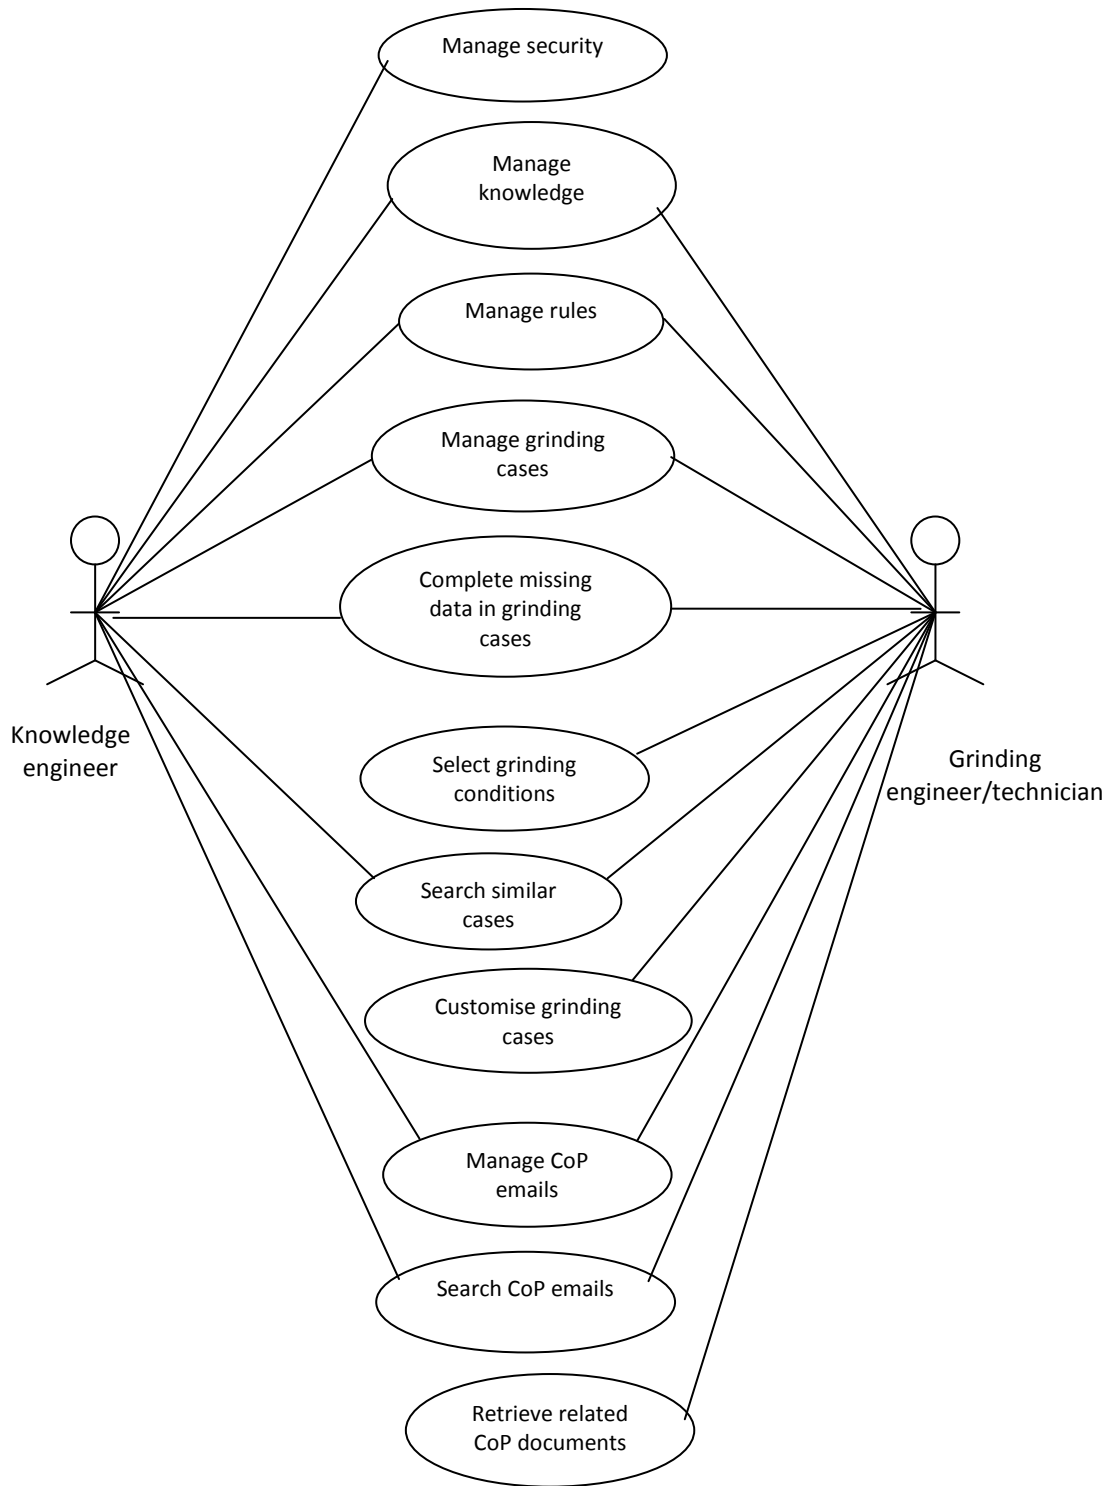 Manage security
Manage
knowledge
Manage rules
Manage grinding
cases
Complete missing
data in grinding
cases
Knowledge
engineer
Grinding
engineer/technician
Select grinding
conditions
Search similar
cases
Customise grinding
cases
Manage CoP
emails
Search CoP emails
Retrieve related
CoP documents